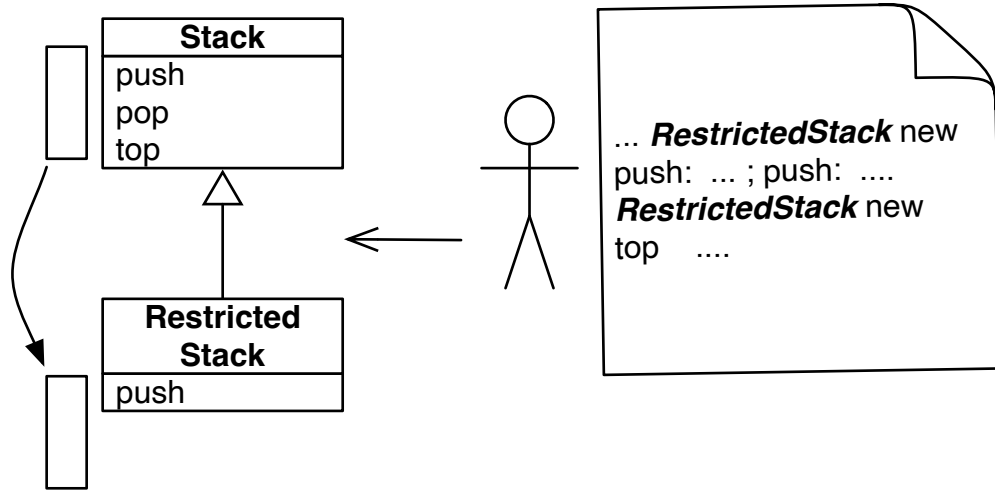 Stack
push
pop
top
Restricted
Stack
push
... RestrictedStack new
push: ... ; push: ....
RestrictedStack new
top ....